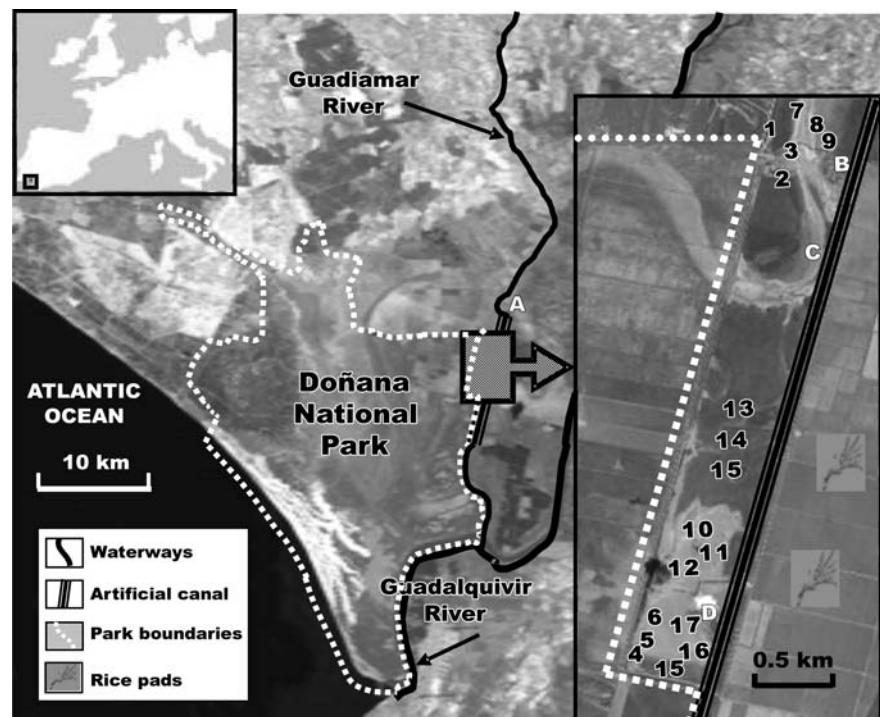 Guadiamar
River
A
Doñana
National
Park
ATLANTIC
OCEAN
10 km
Waterways
Artificial canal
Park boundaries
Rice pads
Guadalquivir
River
7
1
8
3
9
B
2
C
13
14
15
10
11
12
D
6
17
5
4
16
15
0.5 km